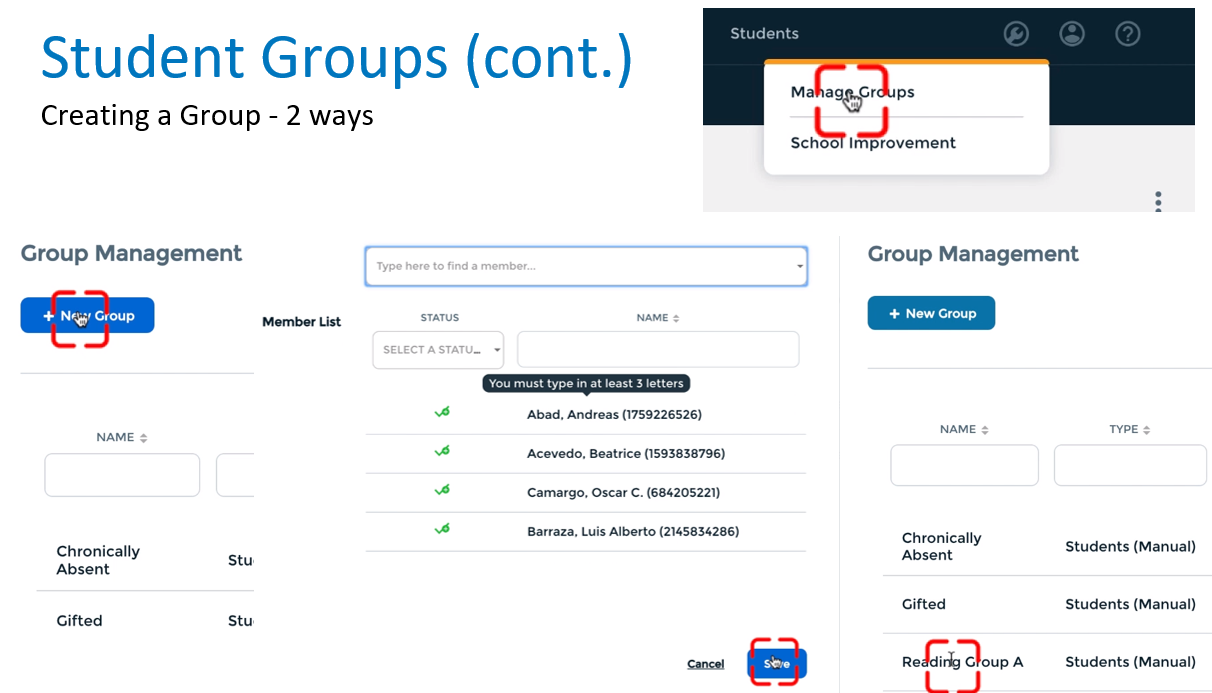 Student Groups (cont.)
Creating a Group - 2 ways
Students
Manage Groups
School Improvement
Group Management
+ New Group
NAME
Chronically
Absent
Stu
Gifted
Stu
Type here to find a member...
Member List
STATUS
NAME
SELECT A STATU...
You must type in at least 3 letters
Abad, Andreas (1759226526)
Acevedo, Beatrice (1593838796)
Camargo, Oscar C. (684205221)
Barraza, Luis Alberto (2145834286)
Cancel
Save
Group Management
+ New Group
NAME
TYPE
Chronically
Absent
Students (Manual)
Gifted
Students (Manual)
Reading Group A
Students (Manual)